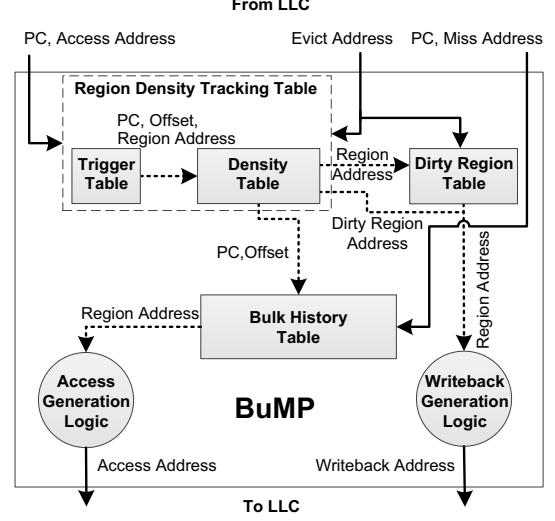 From LLC
PC, Access Address
Evict Address
PC, Miss Address
Region Density Tracking Table
PC, Offset,
Region Address
Trigger
Table
Density
Table
Region
Address
Dirty Region
Table
Dirty Region
Address
PC,Offset
Region Address
Region Address
Bulk History
Table
Access
Generation
Logic
BuMP
Writeback
Generation
Logic
Access Address
Writeback Address
To LLC